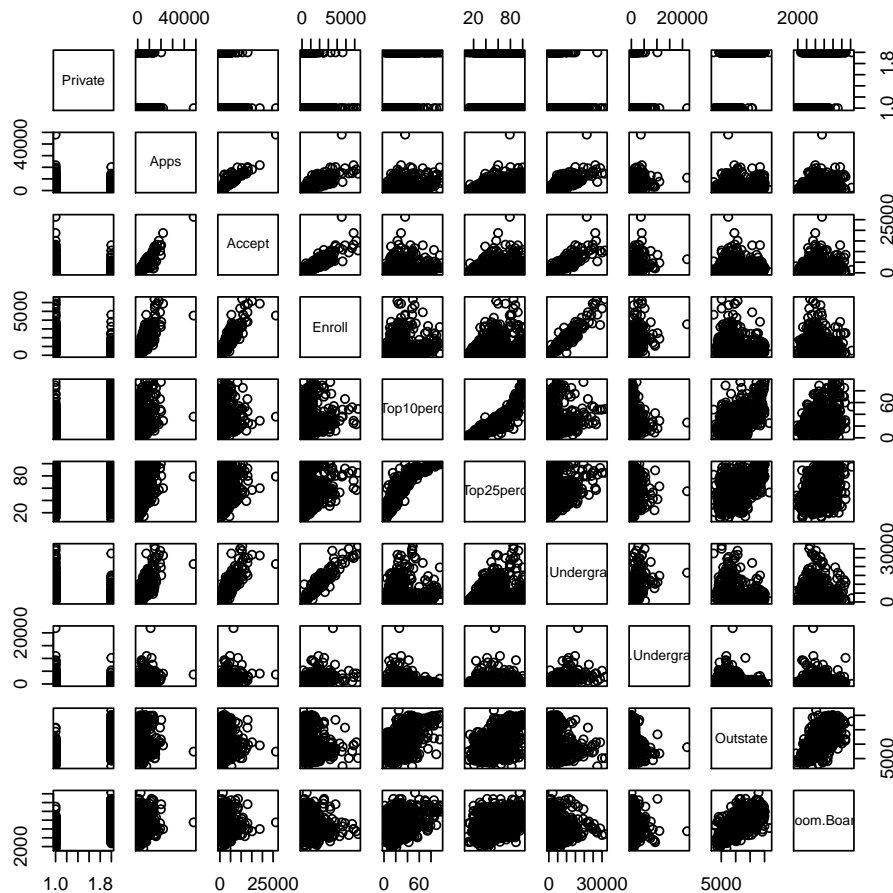 0 40000 0 5000 20 80 0 20000 2000
Private 1.0 1.8
0 40000 Apps
Accept 0 25000
0 5000 Enroll
Top10perc 0 60
20 80 Top25perc
.Undergra 0 30000
0 20000 .Undergra
Outstate 5000
2000 oom.Boar
1.0 1.8 0 25000 0 60 0 30000 5000